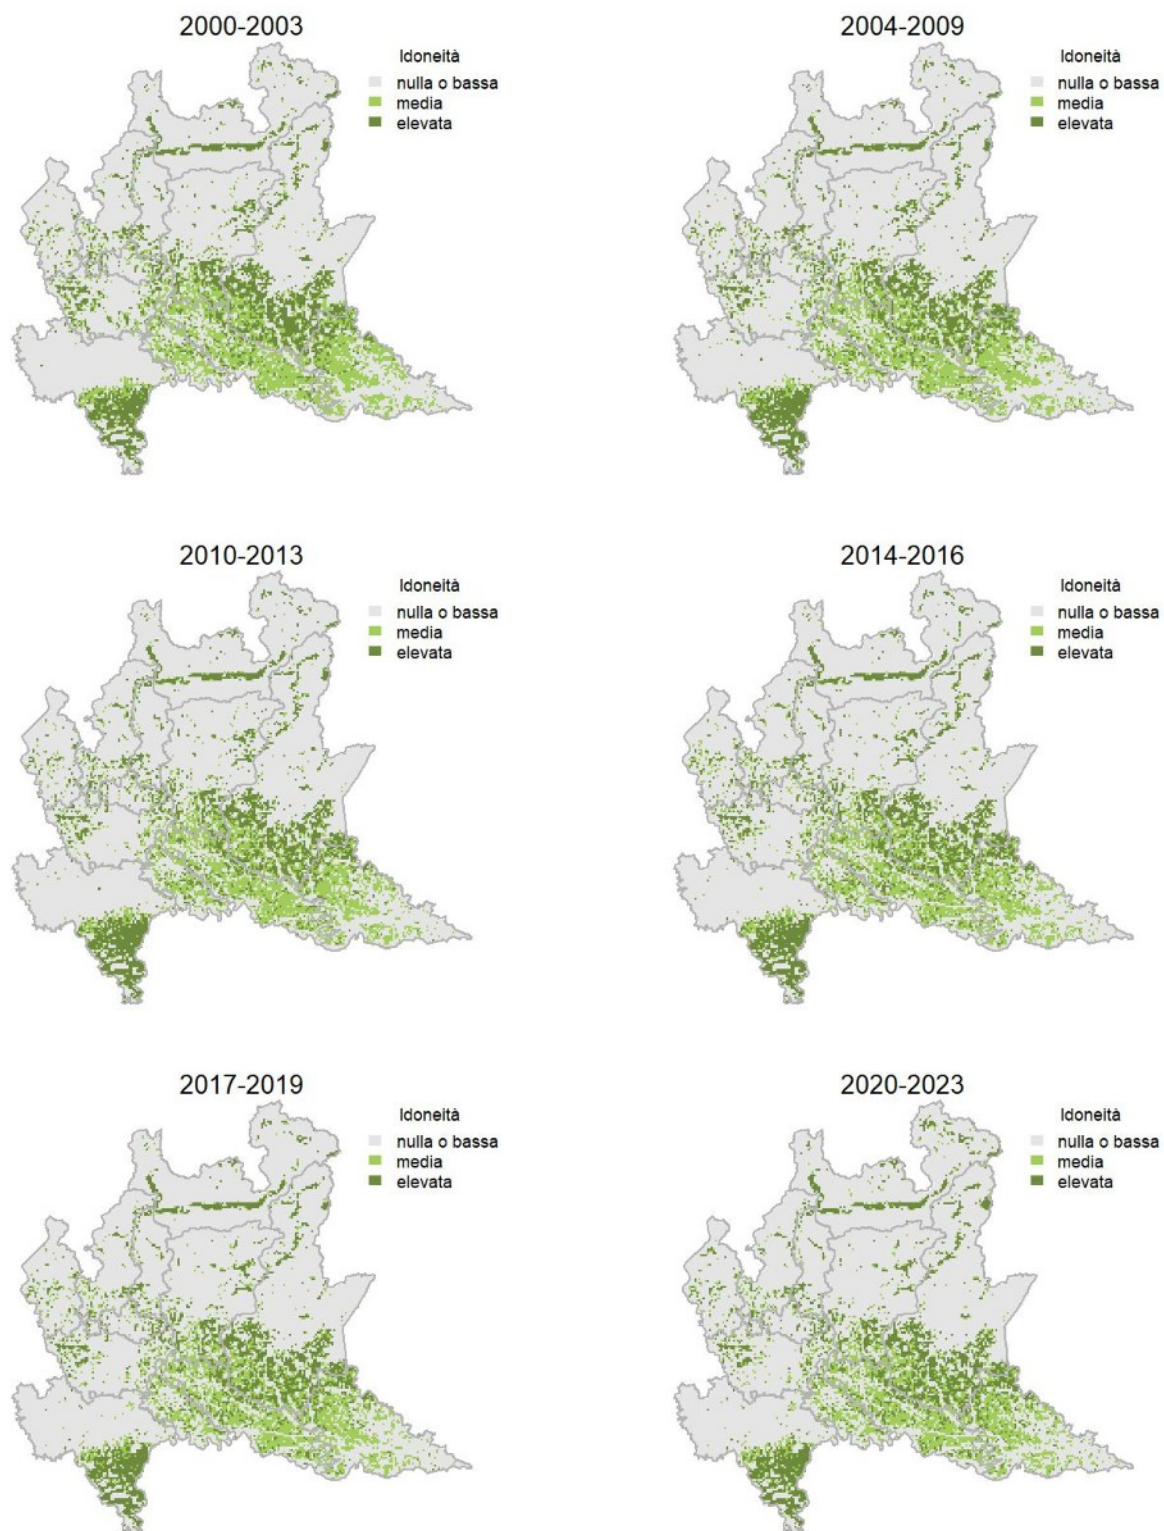 2000-2003
Idoneità
nulla o bassa
media
elevata
2004-2009
Idoneità
nulla o bassa
media
elevata
2010-2013
Idoneità
nulla o bassa
media
elevata
2014-2016
Idoneità
nulla o bassa
media
elevata
2017-2019
Idoneità
nulla o bassa
media
elevata
2020-2023
Idoneità
nulla o bassa
media
elevata